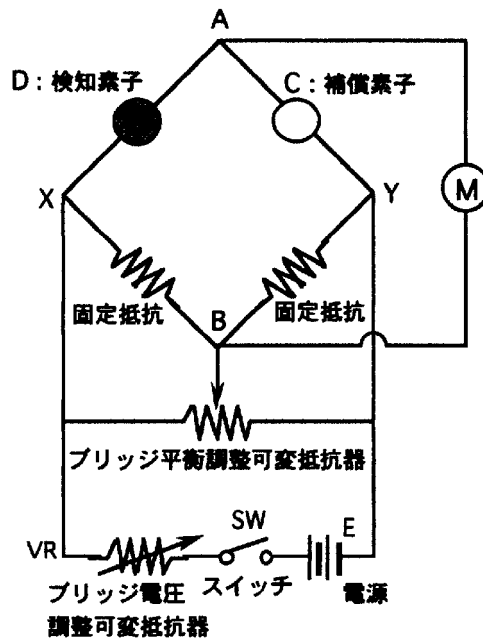 A
D：検知素子
C：補償素子
X
Y
M
固定抵抗
B
固定抵抗
ブリッジ平衡調整可変抵抗器
VR
SW
E
ブリッジ電圧
調整可変抵抗器
スイッチ
電源